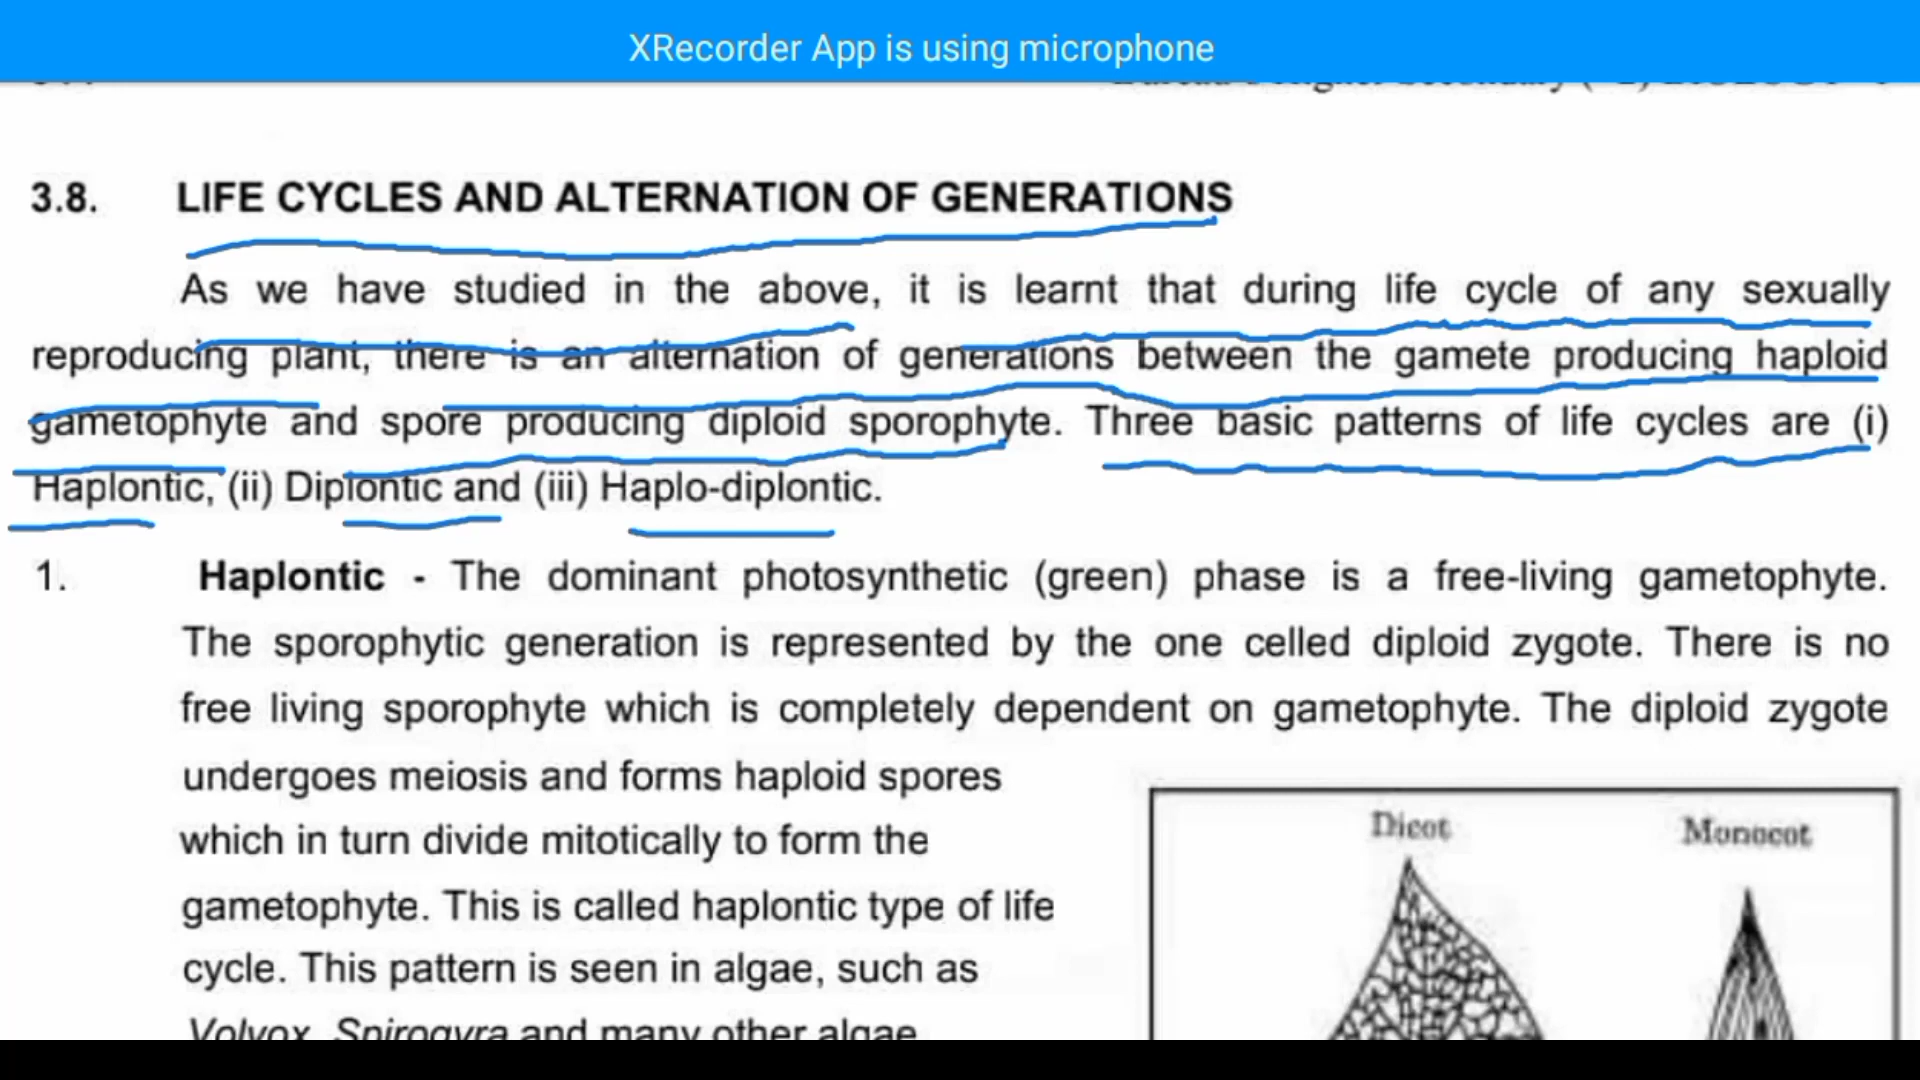 XRecorder App is using microphone
3.8. LIFE CYCLES AND ALTERNATION OF GENERATIONS
As we have studied in the above, it is learnt that during life cycle of any sexually
reproducing plant, there is an alternation of generations between the gamete producing haploid
gametophyte and spore producing diploid sporophyte. Three basic patterns of life cycles are (i)
Haplontic, (ii) Diplontic and (iii) Haplo-diplontic.
1. Haplontic - The dominant photosynthetic (green) phase is a free-living gametophyte.
The sporophytic generation is represented by the one celled diploid zygote. There is no
free living sporophyte which is completely dependent on gametophyte. The diploid zygote
undergoes meiosis and forms haploid spores
which in turn divide mitotically to form the
gametophyte. This is called haplontic type of life
cycle. This pattern is seen in algae, such as
Volvox, Spirogyra and many other algae
Dicot
Monocot